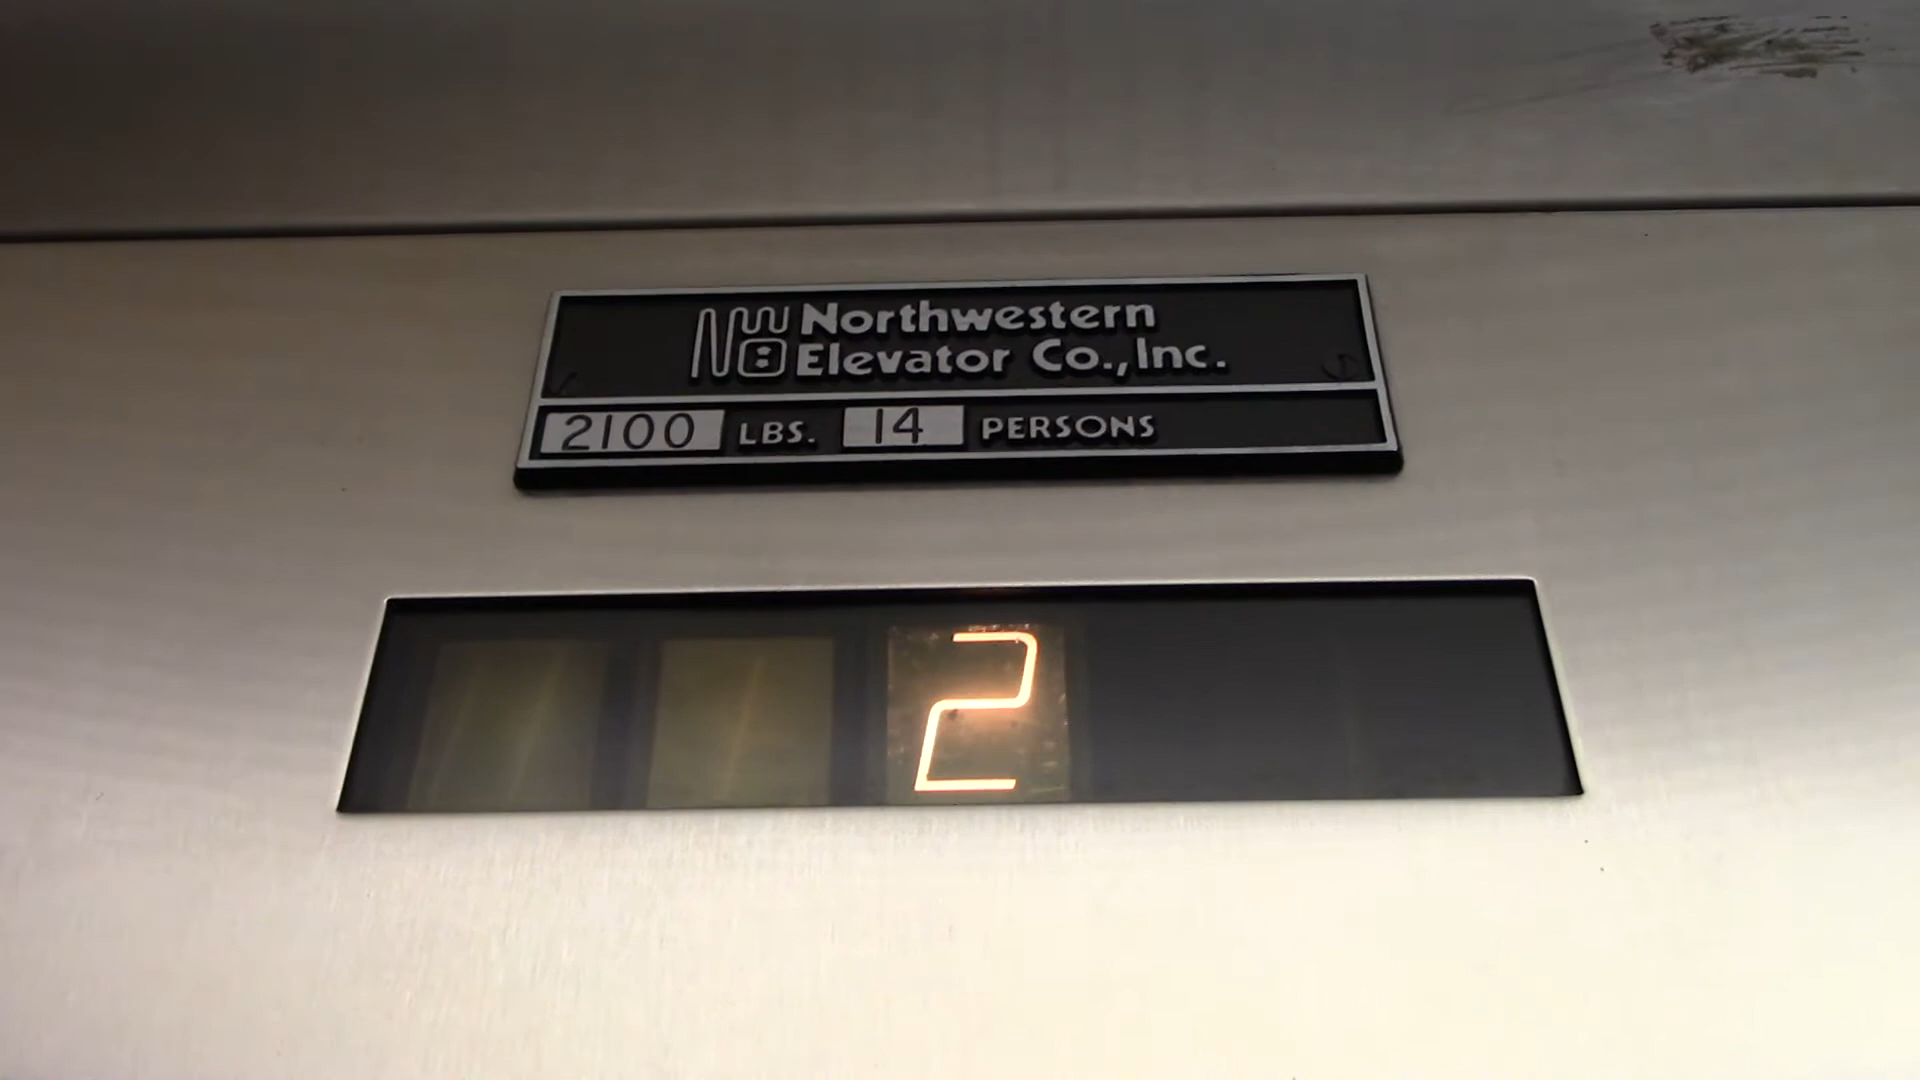 Northwestern
Elevator Co., Inc.
2100 LBS. 14 PERSONS
2